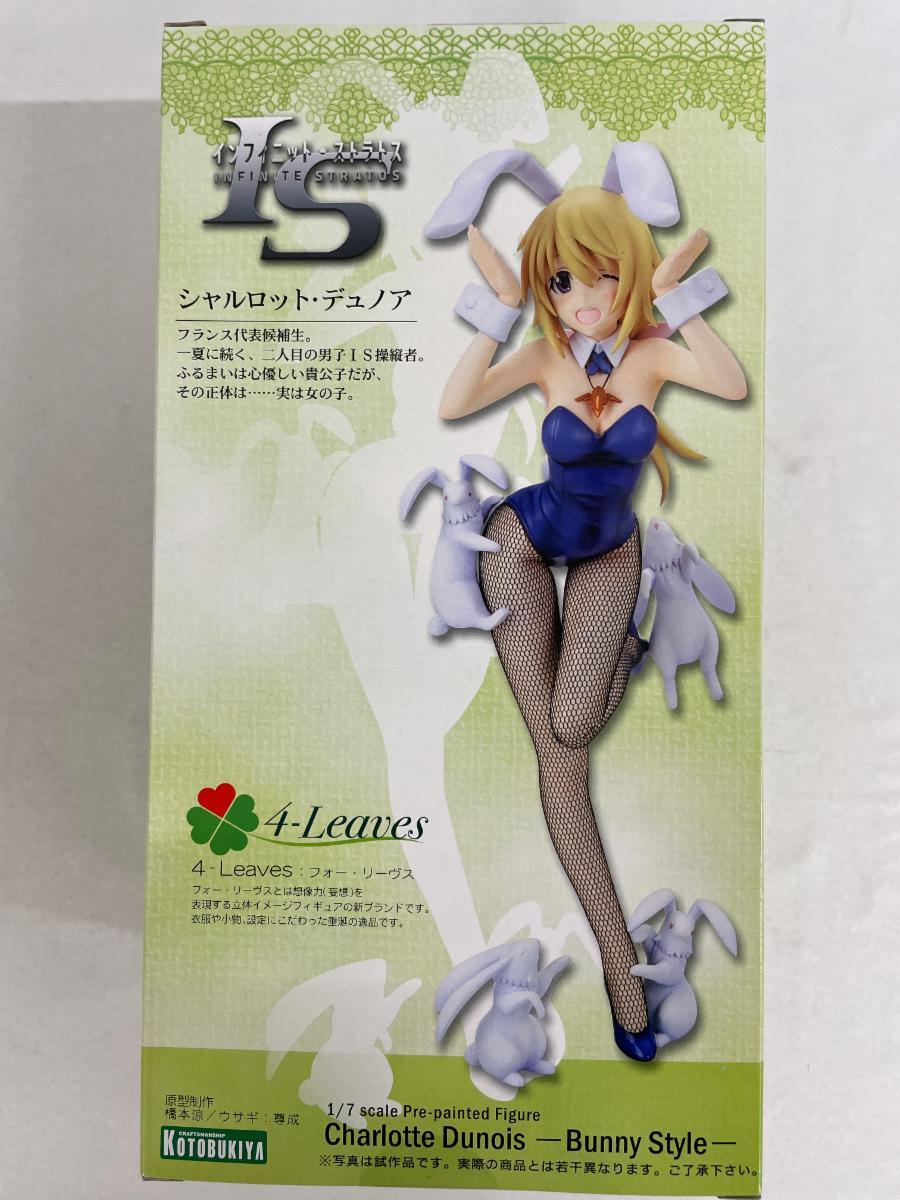 IS
インフィニット・ストラトス
INFINITE STRATOS
シャルロット・デュノア
フランス代表候補生。
一夏に続く、二人目の男子IS操縦者。
ふるまいは心優しい貴公子だが、
その正体は……実は女の子。
4-Leaves
4-Leaves：フォー・リーヴス
フォー・リーヴスとは想像力(妄想)を
表現する立体イメージフィギュアの新ブランドです。
衣服や小物、設定にこだわった垂涎の逸品です。
原型制作
橋本涼／ウサギ：尊成
CRAFTSMANSHIP
KOTOBUKIYA
1/7 scale Pre-painted Figure
Charlotte Dunois ―Bunny Style―
※写真は試作品です。実際の商品とは若干異なります。ご了承下さい。